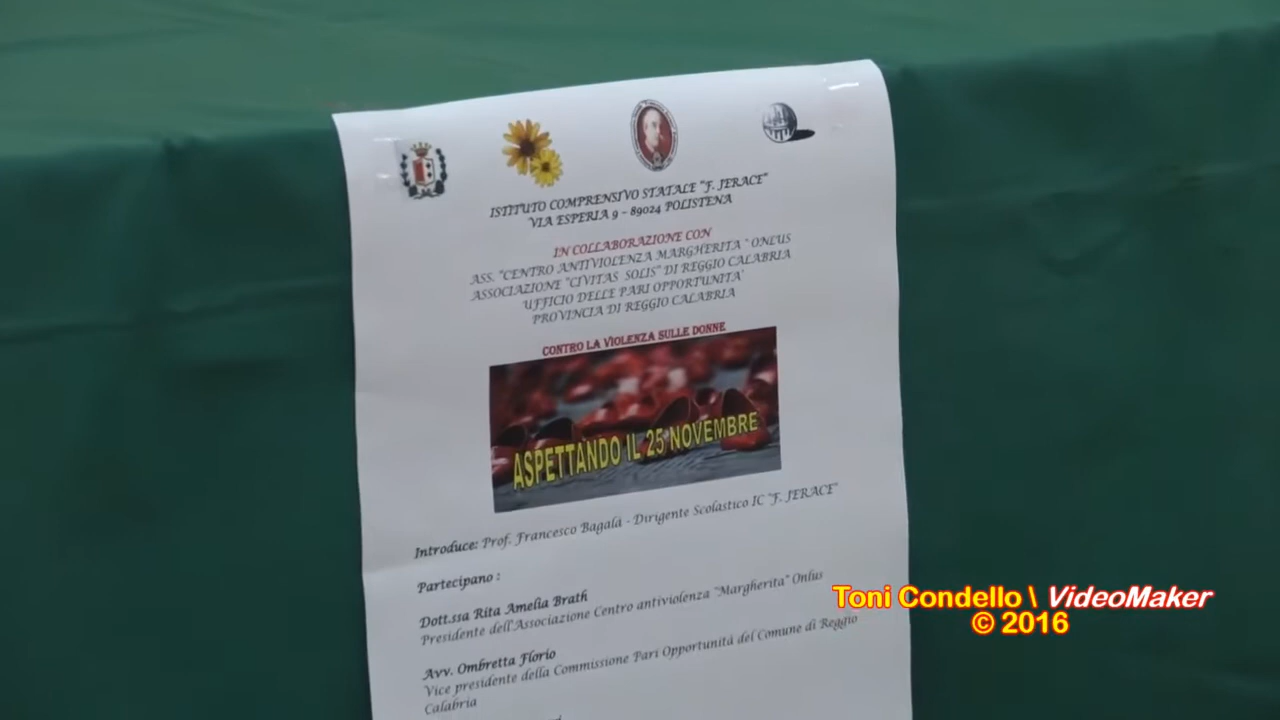 ISTITUTO COMPRENSIVO STATALE "F. JERACE"
VIA ESPERIA 9 – 89024 POLISTENA
IN COLLABORAZIONE CON
ASS. "CENTRO ANTIVIOLENZA MARGHERITA " ONLUS
ASSOCIAZIONE "CIVITAS SOLIS" DI REGGIO CALABRIA
UFFICIO DELLE PARI OPPORTUNITA'
PROVINCIA DI REGGIO CALABRIA
CONTRO LA VIOLENZA SULLE DONNE
ASPETTANDO IL 25 NOVEMBRE
Introduce: Prof. Francesco Bagalà - Dirigente Scolastico IC "F. JERACE"
Partecipano :
Dott.ssa Rita Amelia Brath
Presidente dell'Associazione Centro antiviolenza "Margherita" Onlus
Avv. Ombretta Florio
Vice presidente della Commissione Pari Opportunità del Comune di Reggio
Calabria
Toni Condello \ VideoMaker
© 2016